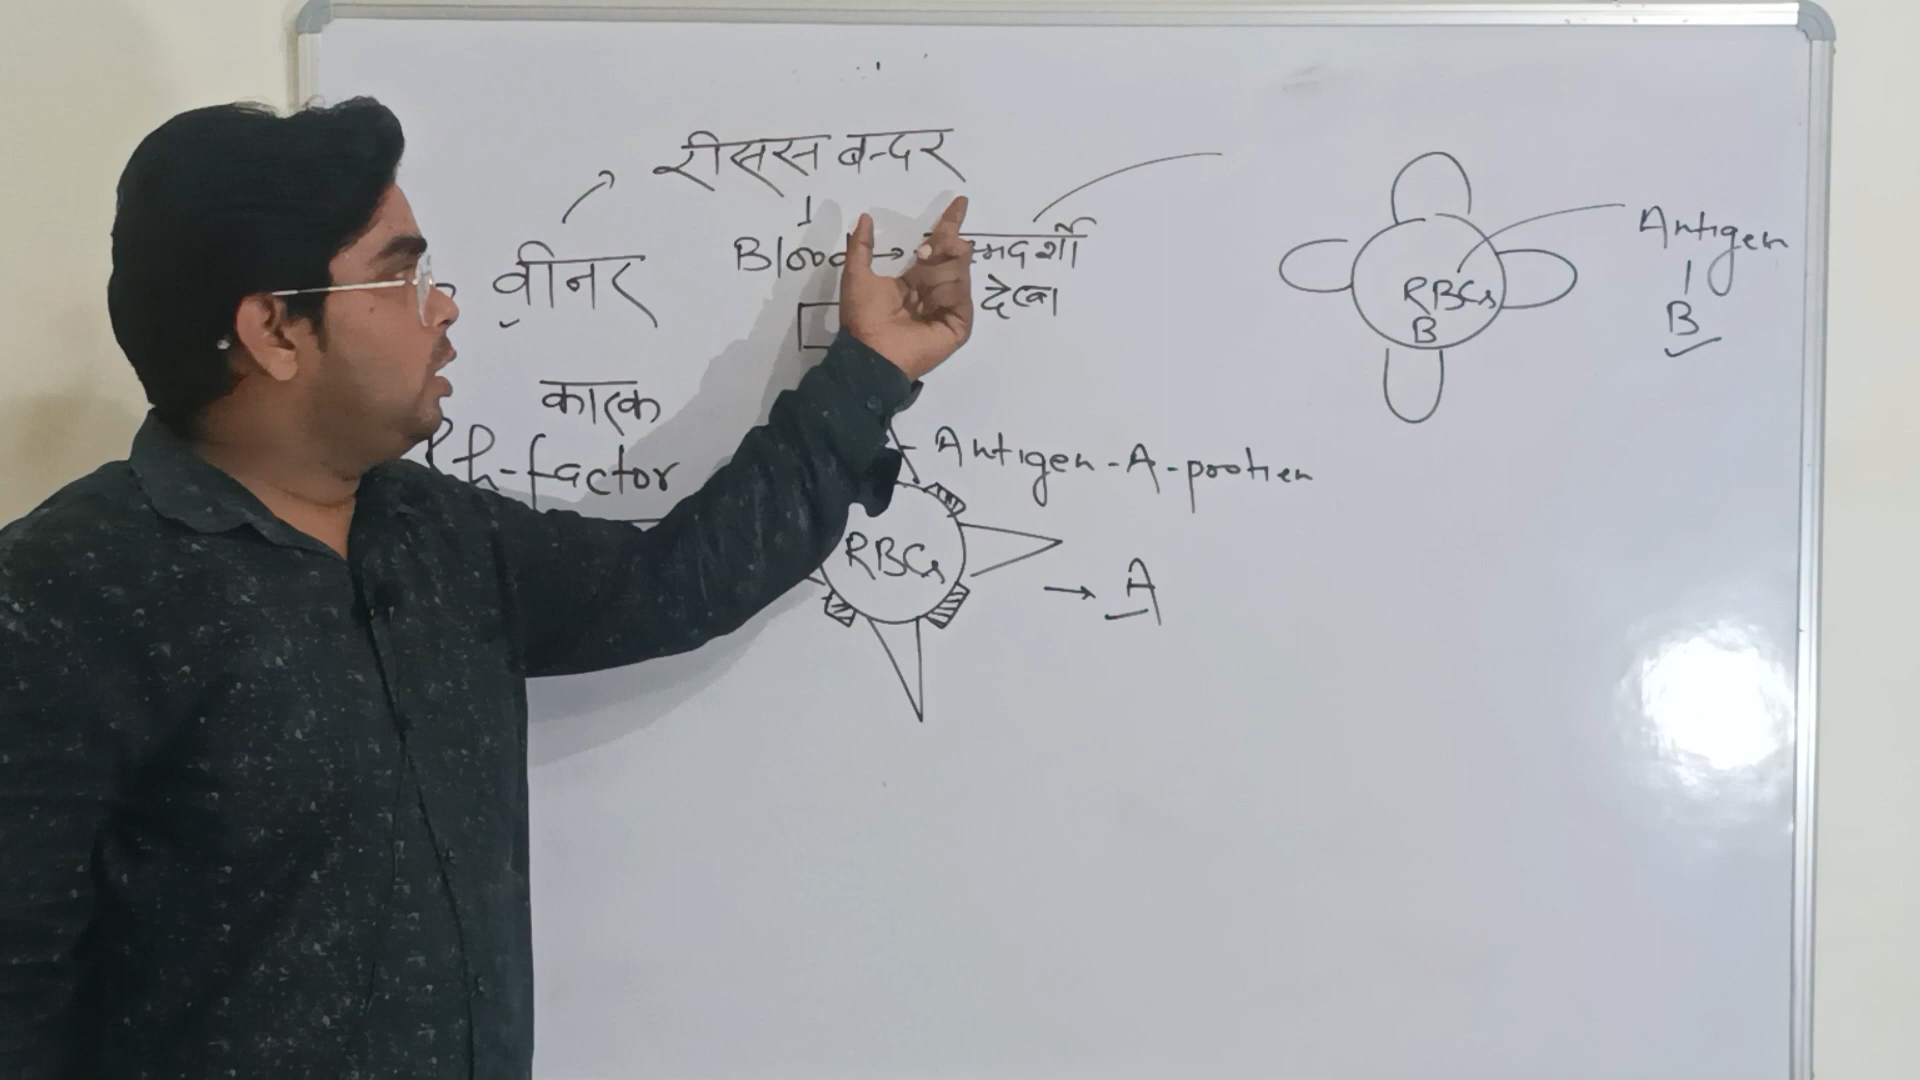 रीसस बन्दर
Blood →
देखा
वीनर
कारक
Rh-factor
Antigen - A - protien
RBCs
→ A
RBCs
B
Antigen
B